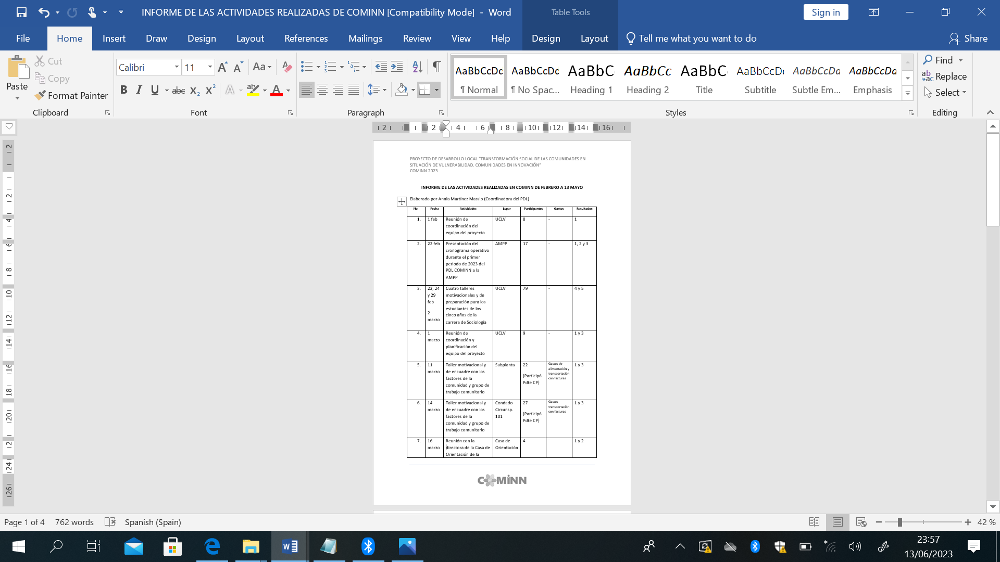 INFORME DE LAS ACTIVIDADES REALIZADAS DE COMINN [Compatibility Mode] - Word
Table Tools
Sign in
File
Home
Insert
Draw
Design
Layout
References
Mailings
Review
View
Help
Design
Layout
Tell me what you want to do
Share
Paste
Cut
Copy
Format Painter
Clipboard
Calibri
11
Font
Paragraph
AaBbCcDc
¶ Normal
AaBbCcDc
¶ No Spac...
AaBbC
Heading 1
AaBbCc
Heading 2
AaBbC
Title
AaBbCcD
Subtitle
AaBbCcDa
Subtle Em...
AaBbCcDa
Emphasis
Styles
Find
Replace
Select
Editing
2 2 4 6 8 10 12 14 16
PROYECTO DE DESARROLLO LOCAL "TRANSFORMACIÓN SOCIAL DE LAS COMUNIDADES EN
SITUACIÓN DE VULNERABILIDAD. COMUNIDADES EN INNOVACIÓN"
COMINN 2023
INFORME DE LAS ACTIVIDADES REALIZADAS EN COMINN DE FEBRERO A 13 MAYO
Elaborado por Annia Martínez Massip (Coordinadora del PDL)
No. Fecha Actividades Lugar Participantes Gastos Resultados
1. 1 feb Reunión de UCLV 8 - 1
coordinación del
equipo del proyecto
2. 22 feb Presentación del AMPP 17 - 1, 2 y 3
cronograma operativo
durante el primer
periodo de 2023 del
PDL COMINN a la
AMPP
3. 22, 24 Cuatro talleres UCLV 79 - 4 y 5
y 29 motivacionales y de
feb preparación para los
estudiantes de los
2 cinco años de la
marzo carrera de Sociología
4. 1 Reunión de UCLV 9 - 1 y 3
marzo coordinación y
planificación del
equipo del proyecto
5. 11 Taller motivacional y Subplanta 22 Gastos de 1 y 3
marzo de encuadre con los alimentación y
factores de la (Participó transportación
comunidad y grupo de Pdte CP) con facturas
trabajo comunitario
6. 14 Taller motivacional y Condado 27 Gastos 1 y 3
marzo de encuadre con los Circunsp. transportación
factores de la 101 (Participó con facturas
comunidad y grupo de Pdte CP)
trabajo comunitario
7. 16 Reunión con la Casa de 4 - 1 y 2
marzo directora de la Casa de Orientación
Orientación de la
COMINN
Page 1 of 4
762 words
Spanish (Spain)
42 %
23:57
13/06/2023